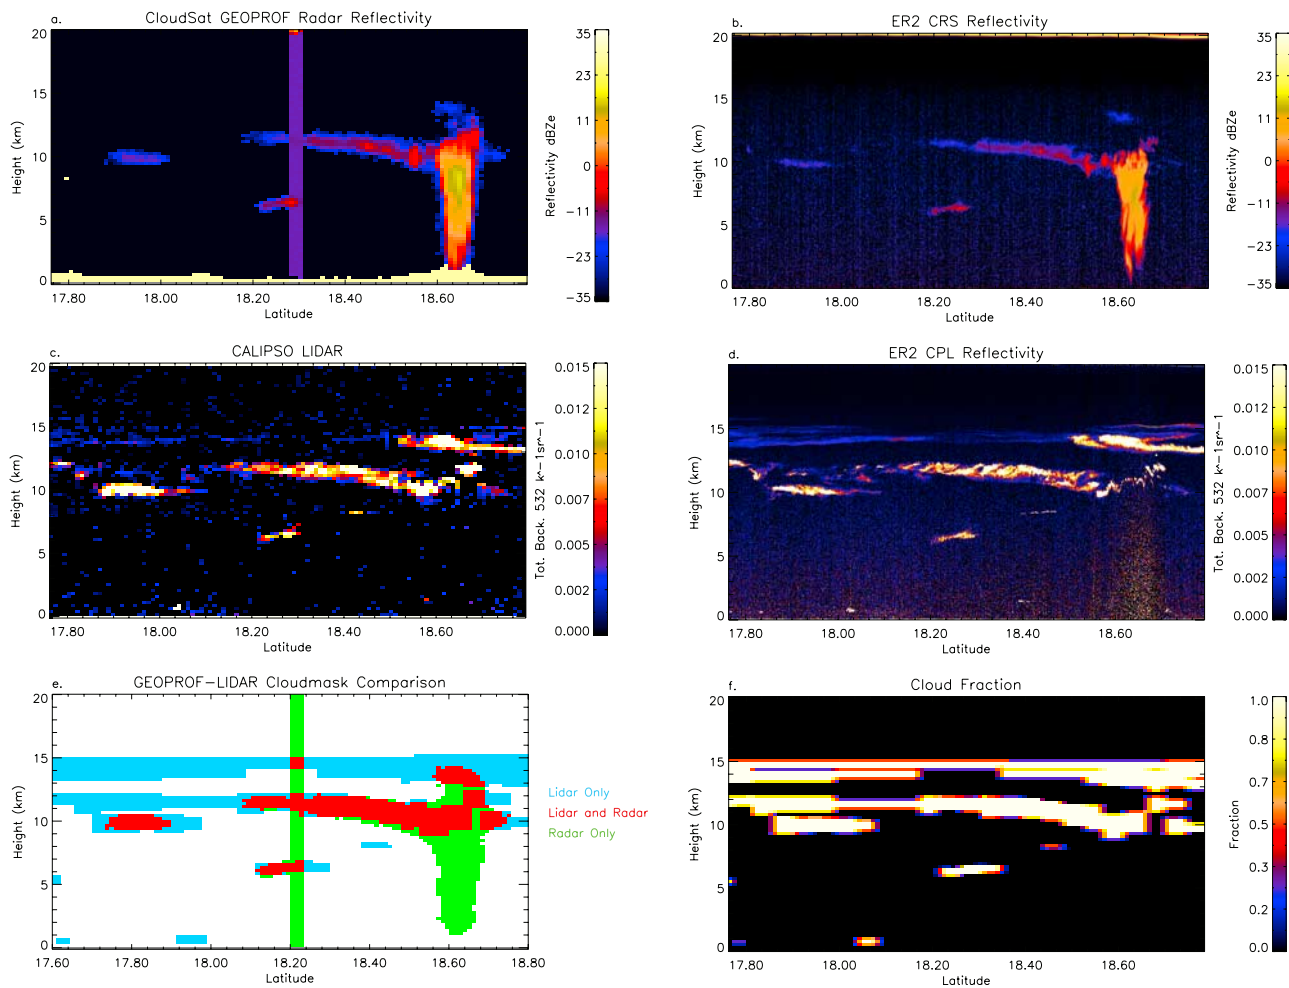 a.
CloudSat GEOPROF Radar Reflectivity
20
15
10
5
0
Height (km)
17.80 18.00 18.20 18.40 18.60
Latitude
35
23
11
0
−11
−23
−35
Reflectivity dBZe
b.
ER2 CRS Reflectivity
20
15
10
5
0
Height (km)
17.80 18.00 18.20 18.40 18.60
Latitude
35
23
11
0
−11
−23
−35
Reflectivity dBZe
c.
CALIPSO LIDAR
20
15
10
5
0
Height (km)
17.80 18.00 18.20 18.40 18.60
Latitude
0.015
0.012
0.010
0.007
0.005
0.002
0.000
Tot. Back. 532 k^−1sr^−1
d.
ER2 CPL Reflectivity
20
15
10
5
0
Height (km)
17.80 18.00 18.20 18.40 18.60
Latitude
0.015
0.012
0.010
0.007
0.005
0.002
0.000
Tot. Back. 532 k^−1sr^−1
e.
GEOPROF−LIDAR Cloudmask Comparison
20
15
10
5
0
Height (km)
17.60 17.80 18.00 18.20 18.40 18.60 18.80
Latitude
Lidar Only
Lidar and Radar
Radar Only
f.
Cloud Fraction
20
15
10
5
0
Height (km)
17.80 18.00 18.20 18.40 18.60
Latitude
1.0
0.8
0.7
0.5
0.3
0.2
0.0
Fraction